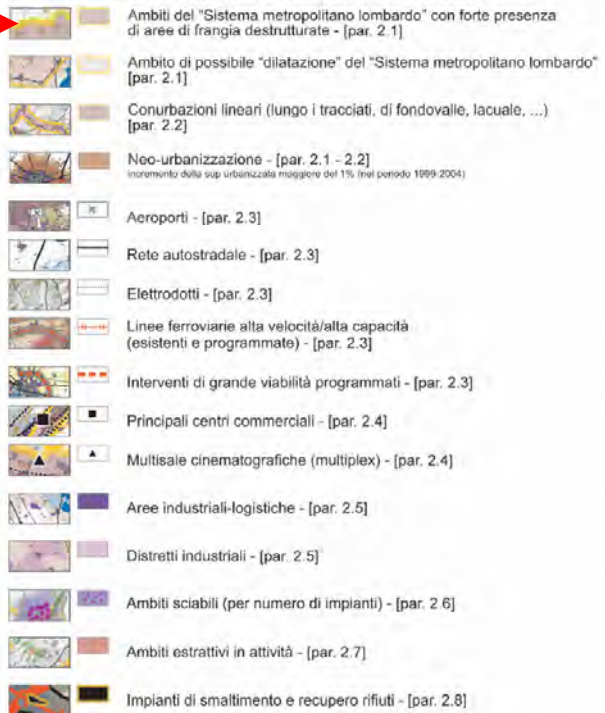 Ambiti del "Sistema metropolitano lombardo" con forte presenza
di aree di frangia destrutturate - [par. 2.1]
Ambito di possibile "dilatazione" del "Sistema metropolitano lombardo"
[par. 2.1]
Conurbazioni lineari (lungo i tracciati, di fondovalle, lacuale, ...)
[par. 2.2]
Neo-urbanizzazione - [par. 2.1 - 2.2]
incremento della sup urbanizzata maggiore del 1% (nel periodo 1999-2004)
Aeroporti - [par. 2.3]
Rete autostradale - [par. 2.3]
Elettrodotti - [par. 2.3]
Linee ferroviarie alta velocità/alta capacità
(esistenti e programmate) - [par. 2.3]
Interventi di grande viabilità programmati - [par. 2.3]
Principali centri commerciali - [par. 2.4]
Multisale cinematografiche (multiplex) - [par. 2.4]
Aree industriali-logistiche - [par. 2.5]
Distretti industriali - [par. 2.5]
Ambiti sciabili (per numero di impianti) - [par. 2.6]
Ambiti estrattivi in attività - [par. 2.7]
Impianti di smaltimento e recupero rifiuti - [par. 2.8]